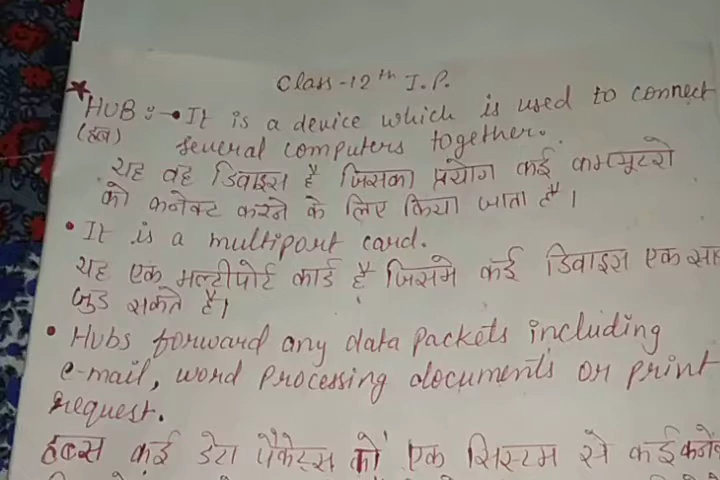 Class-12th I.P.
HUB :- • It is a device which is used to connect
(हब) several computers together.
यह वह डिवाइस है जिसका प्रयोग कई कम्प्यूटरो
को कनेक्ट करने के लिए किया जाता है।
• It is a multiport card.
यह एक मल्टीपोर्ट कार्ड है जिसमे कई डिवाइस एक सा
जुड सकते है।
• Hubs forward any data packets including
e-mail, word processing documents or print
request.
हब्स कई डेटा पैकेट्स को एक सिस्टम से कई कने